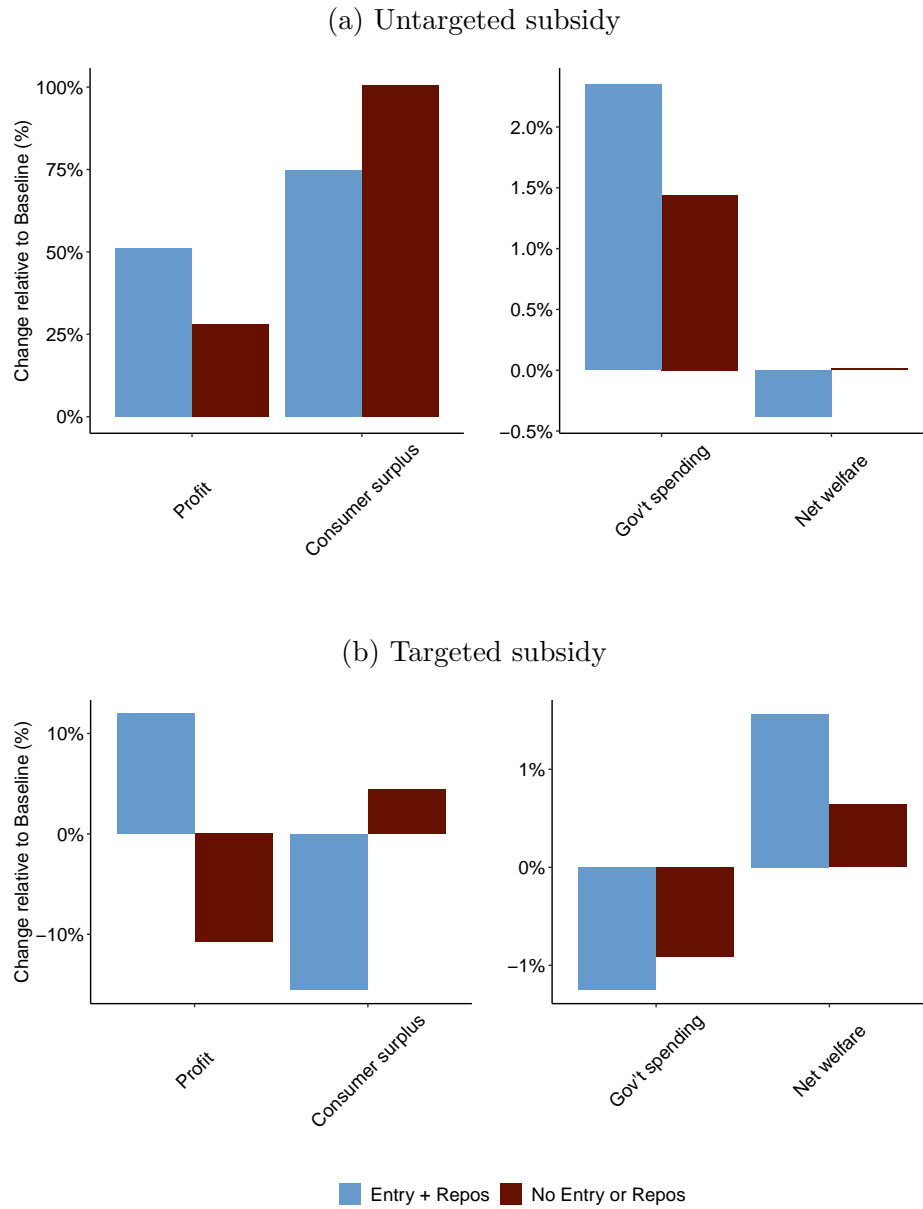 (a) Untargeted subsidy
Change relative to Baseline (%)
100%
75%
50%
25%
0%
Profit
Consumer surplus
2.0%
1.5%
1.0%
0.5%
0.0%
−0.5%
Gov't spending
Net welfare
(b) Targeted subsidy
Change relative to Baseline (%)
10%
0%
−10%
Profit
Consumer surplus
1%
0%
−1%
Gov't spending
Net welfare
Entry + Repos
No Entry or Repos